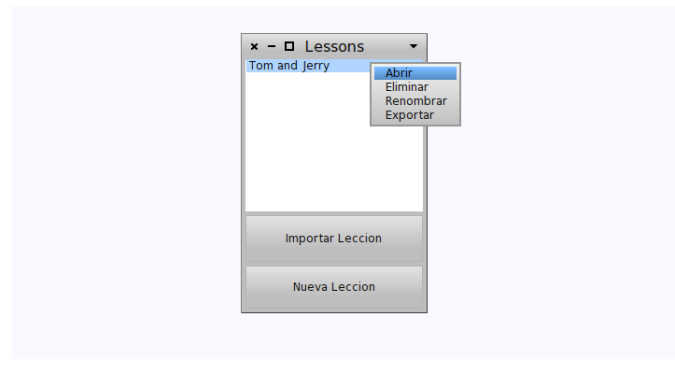 Lessons
Tom and Jerry
Abrir
Eliminar
Renombrar
Exportar
Importar Leccion
Nueva Leccion